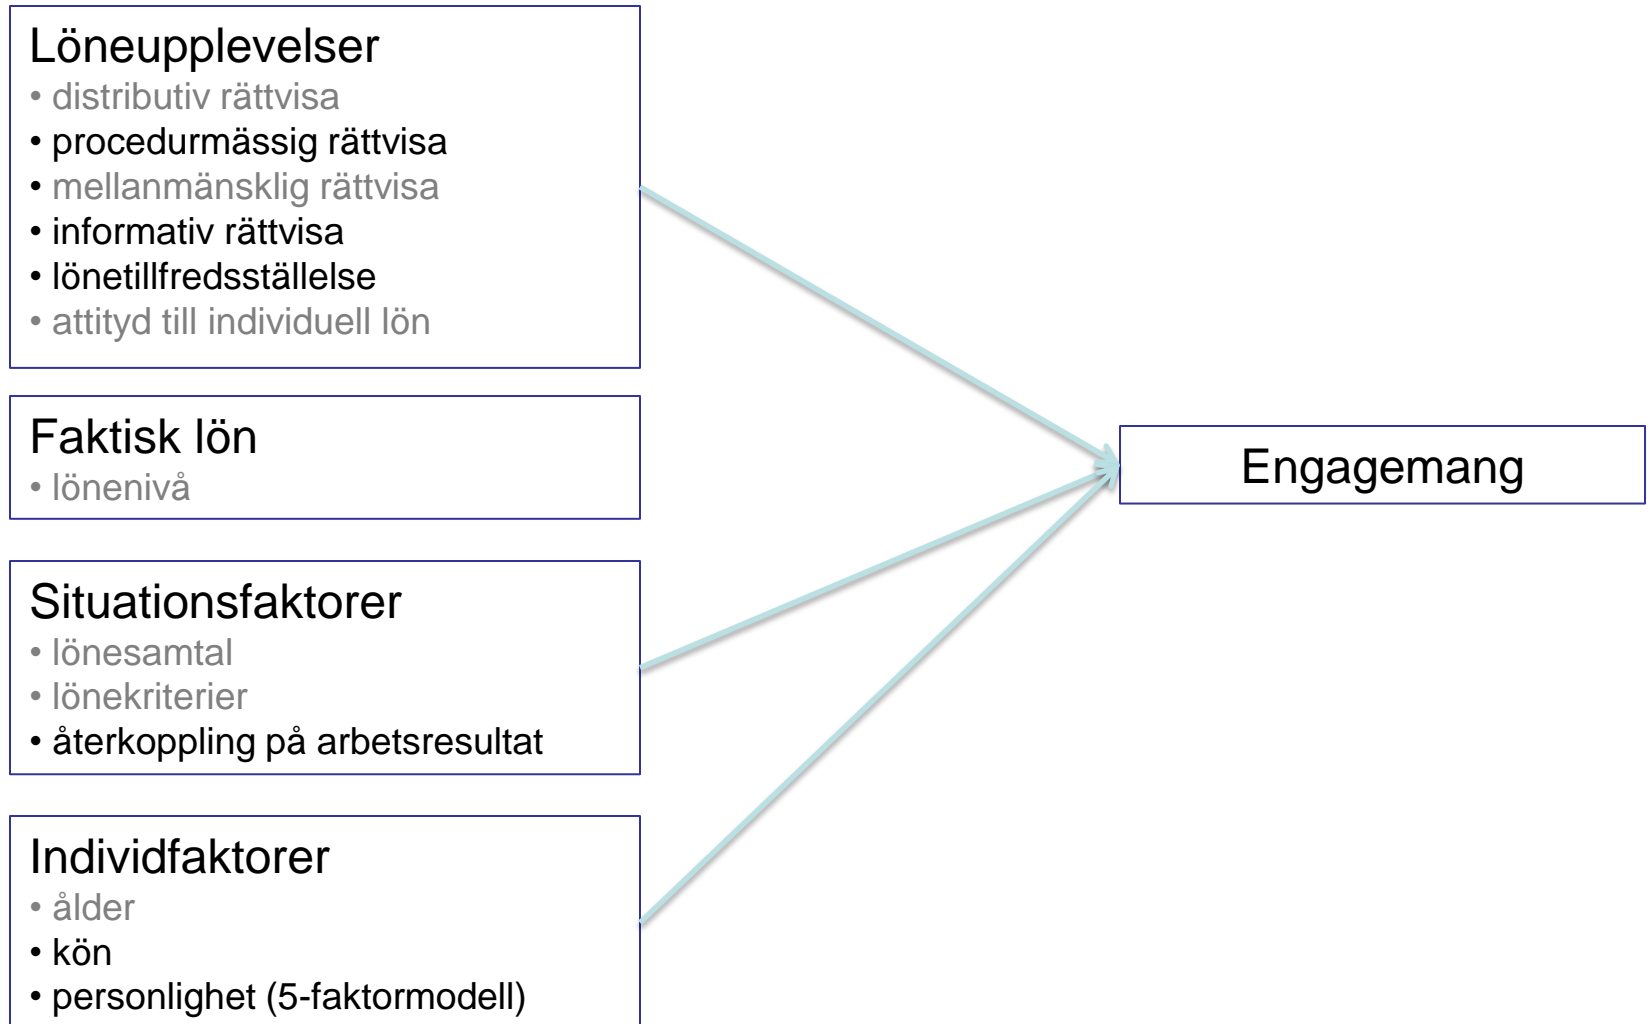 Löneupplevelser
• distributiv rättvisa
• procedurmässig rättvisa
• mellanmänsklig rättvisa
• informativ rättvisa
• lönetillfredsställelse
• attityd till individuell lön
Faktisk lön
• lönenivå
Engagemang
Situationsfaktorer
• lönesamtal
• lönekriterier
• återkoppling på arbetsresultat
Individfaktorer
• ålder
• kön
• personlighet (5-faktormodell)